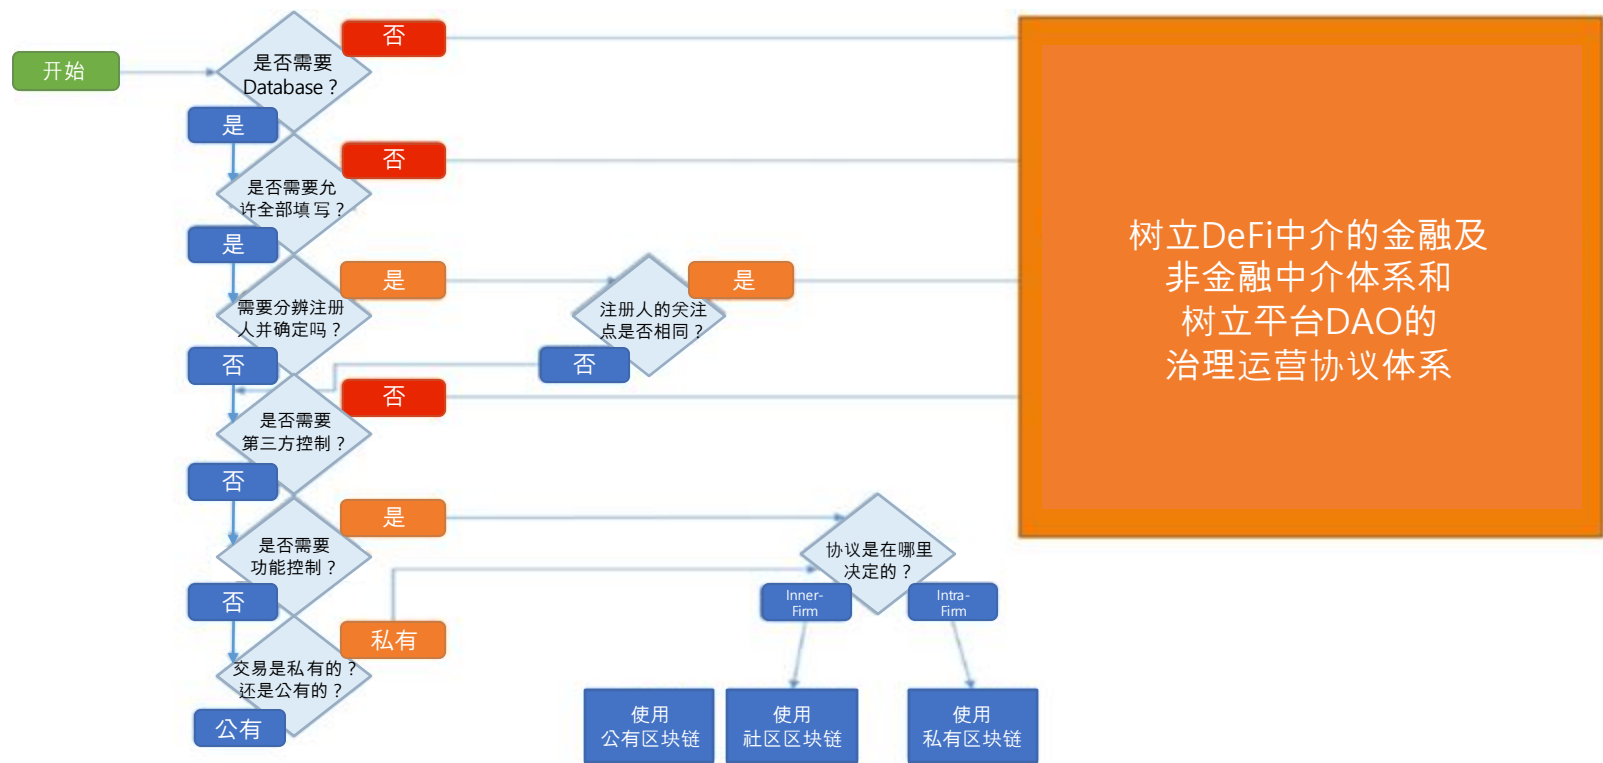 开始
是否需要
Database？
否
是
是否需要允
许全部填写？
否
是
需要分辨注册
人并确定吗？
是
注册人的关注
点是否相同？
是
否
否
是否需要
第三方控制？
否
否
是否需要
功能控制？
是
协议是在哪里
决定的？
Inner-
Firm
Intra-
Firm
否
交易是私有的？
还是公有的？
私有
公有
使用
公有区块链
使用
社区区块链
使用
私有区块链
树立DeFi中介的金融及
非金融中介体系和
树立平台DAO的
治理运营协议体系